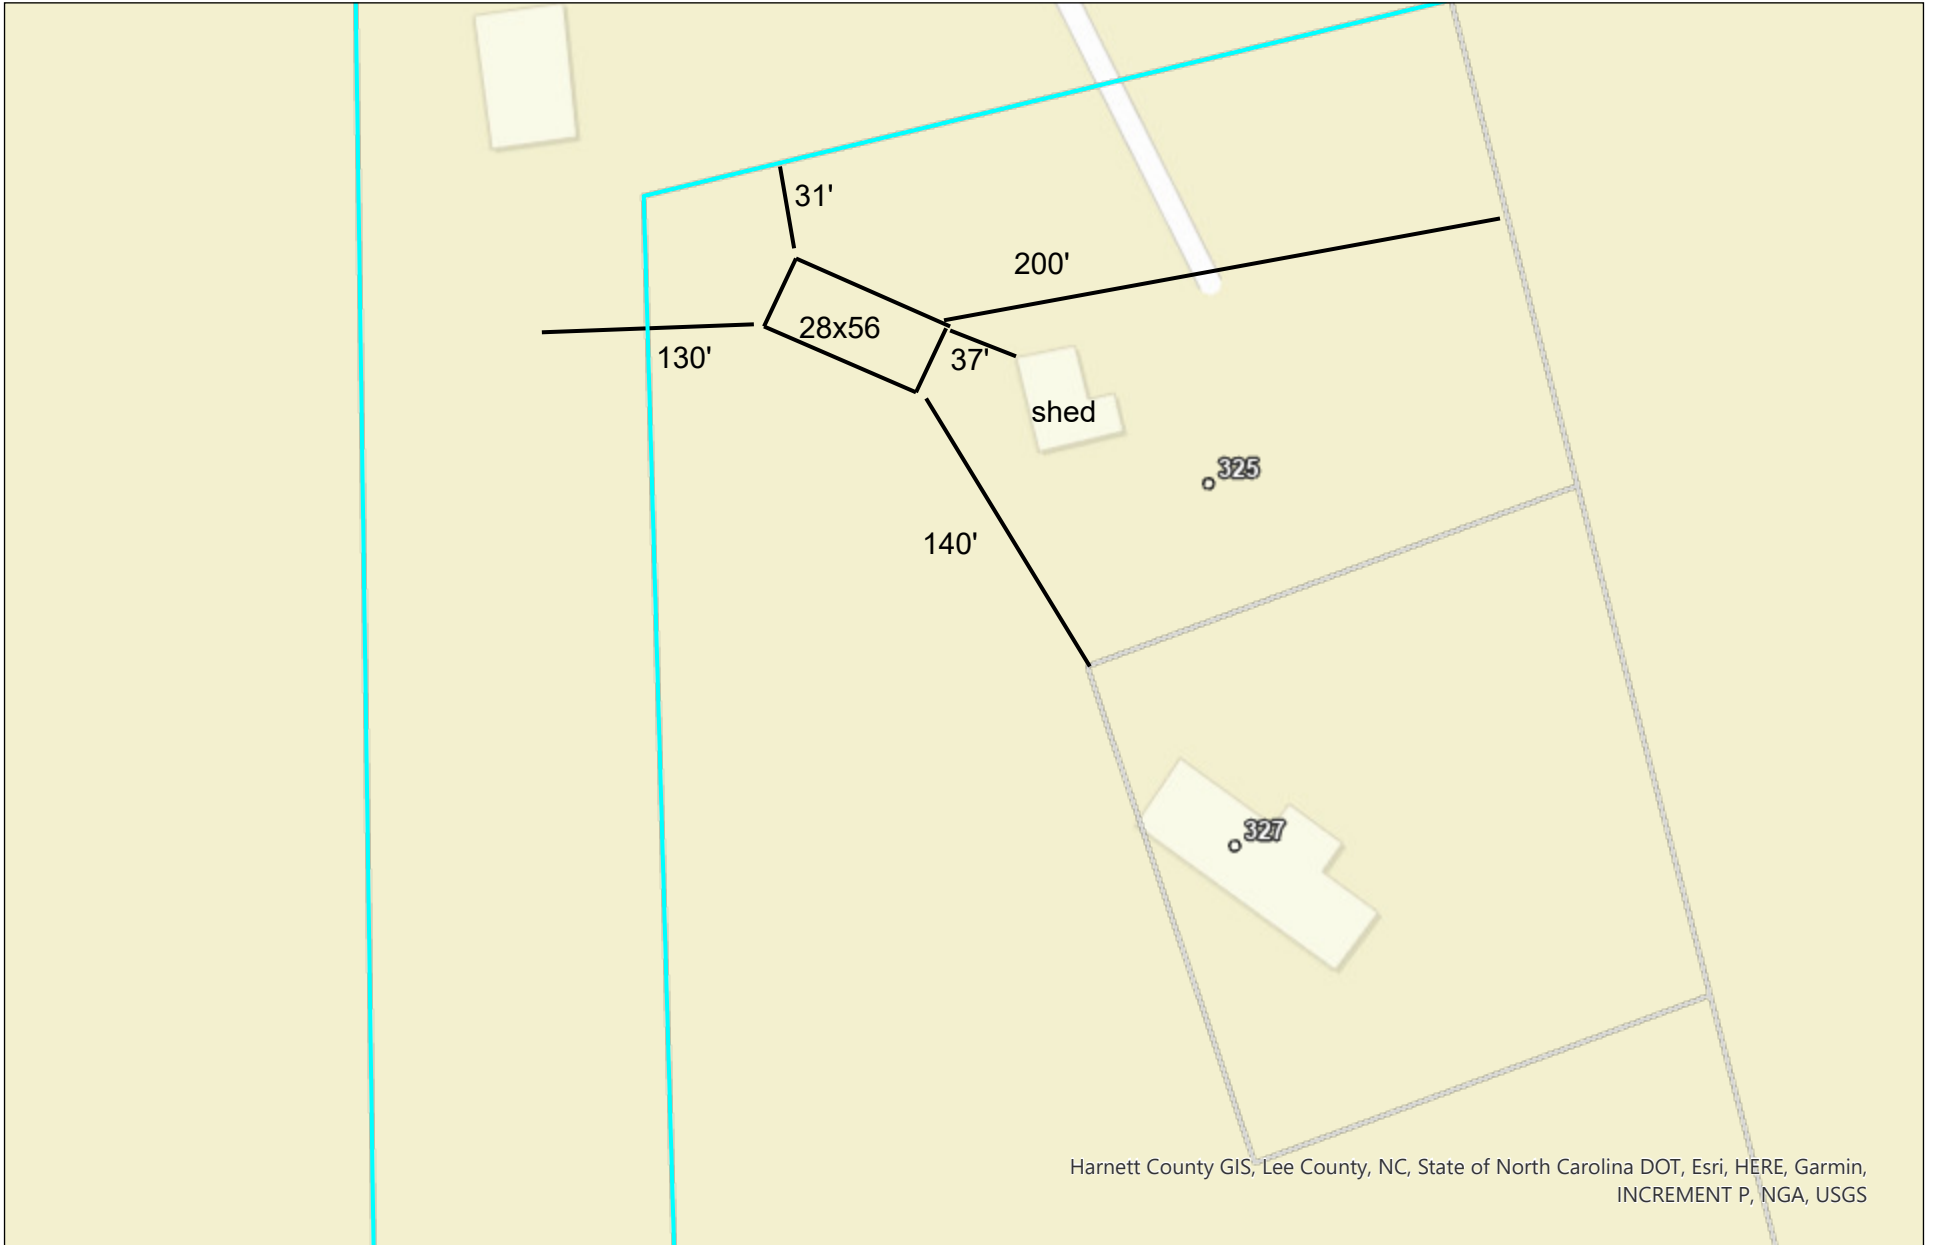 31'
200'
28x56
130'
37'
shed
325
140'
327
Harnett County GIS, Lee County, NC, State of North Carolina DOT, Esri, HERE, Garmin,
INCREMENT P, NGA, USGS